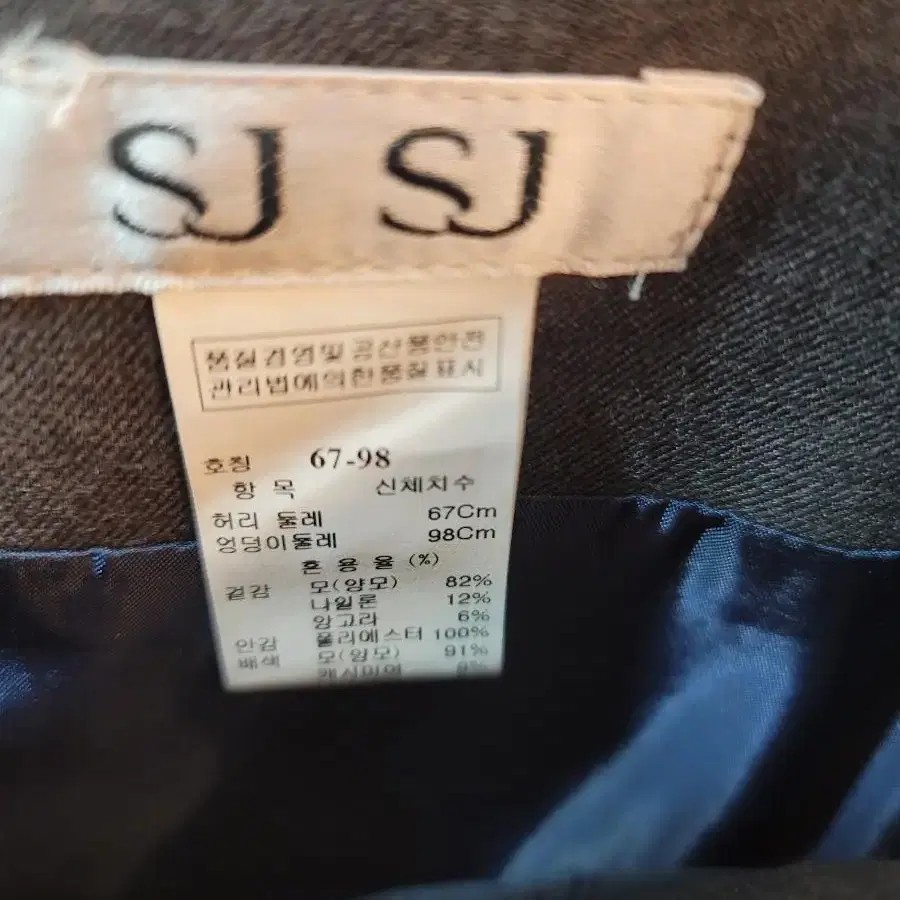 SJ SJ
품질경영및공산품안전
관리법에의한품질표시
호칭 67-98
항 목 신체치수
허리 둘레 67Cm
엉덩이둘레 98Cm
혼 용 율 (%)
겉감 모(양모) 82%
나일론 12%
앙고라 6%
안감 폴리에스터 100%
배색 모(양모) 91%